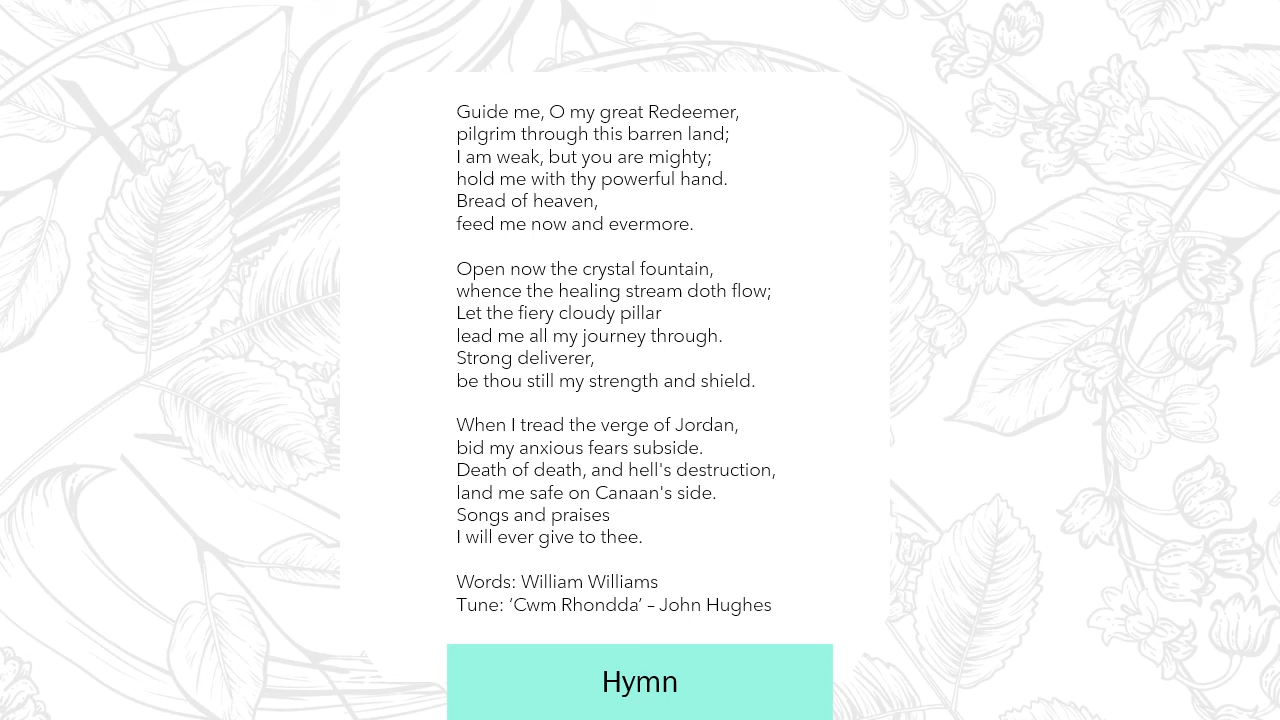 Guide me, O my great Redeemer,
pilgrim through this barren land;
I am weak, but you are mighty;
hold me with thy powerful hand.
Bread of heaven,
feed me now and evermore.
Open now the crystal fountain,
whence the healing stream doth flow;
Let the fiery cloudy pillar
lead me all my journey through.
Strong deliverer,
be thou still my strength and shield.
When I tread the verge of Jordan,
bid my anxious fears subside.
Death of death, and hell's destruction,
land me safe on Canaan's side.
Songs and praises
I will ever give to thee.
Words: William Williams
Tune: ‘Cwm Rhondda’ – John Hughes
Hymn